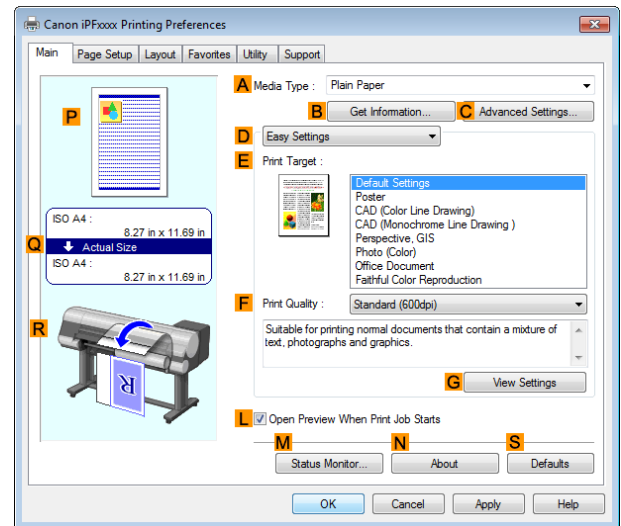 Canon iPFxxxx Printing Preferences
Main Page Setup Layout Favorites Utility Support
A Media Type : Plain Paper
B Get Information... C Advanced Settings...
P
D Easy Settings
E Print Target :
Default Settings
Poster
CAD (Color Line Drawing)
CAD (Monochrome Line Drawing )
Perspective, GIS
Photo (Color)
Office Document
Faithful Color Reproduction
ISO A4 :
8.27 in x 11.69 in
Q Actual Size
ISO A4 :
8.27 in x 11.69 in
F Print Quality : Standard (600dpi)
R
Suitable for printing normal documents that contain a mixture of
text, photographs and graphics.
G View Settings
R
L Open Preview When Print Job Starts
M N S
Status Monitor... About Defaults
OK Cancel Apply Help